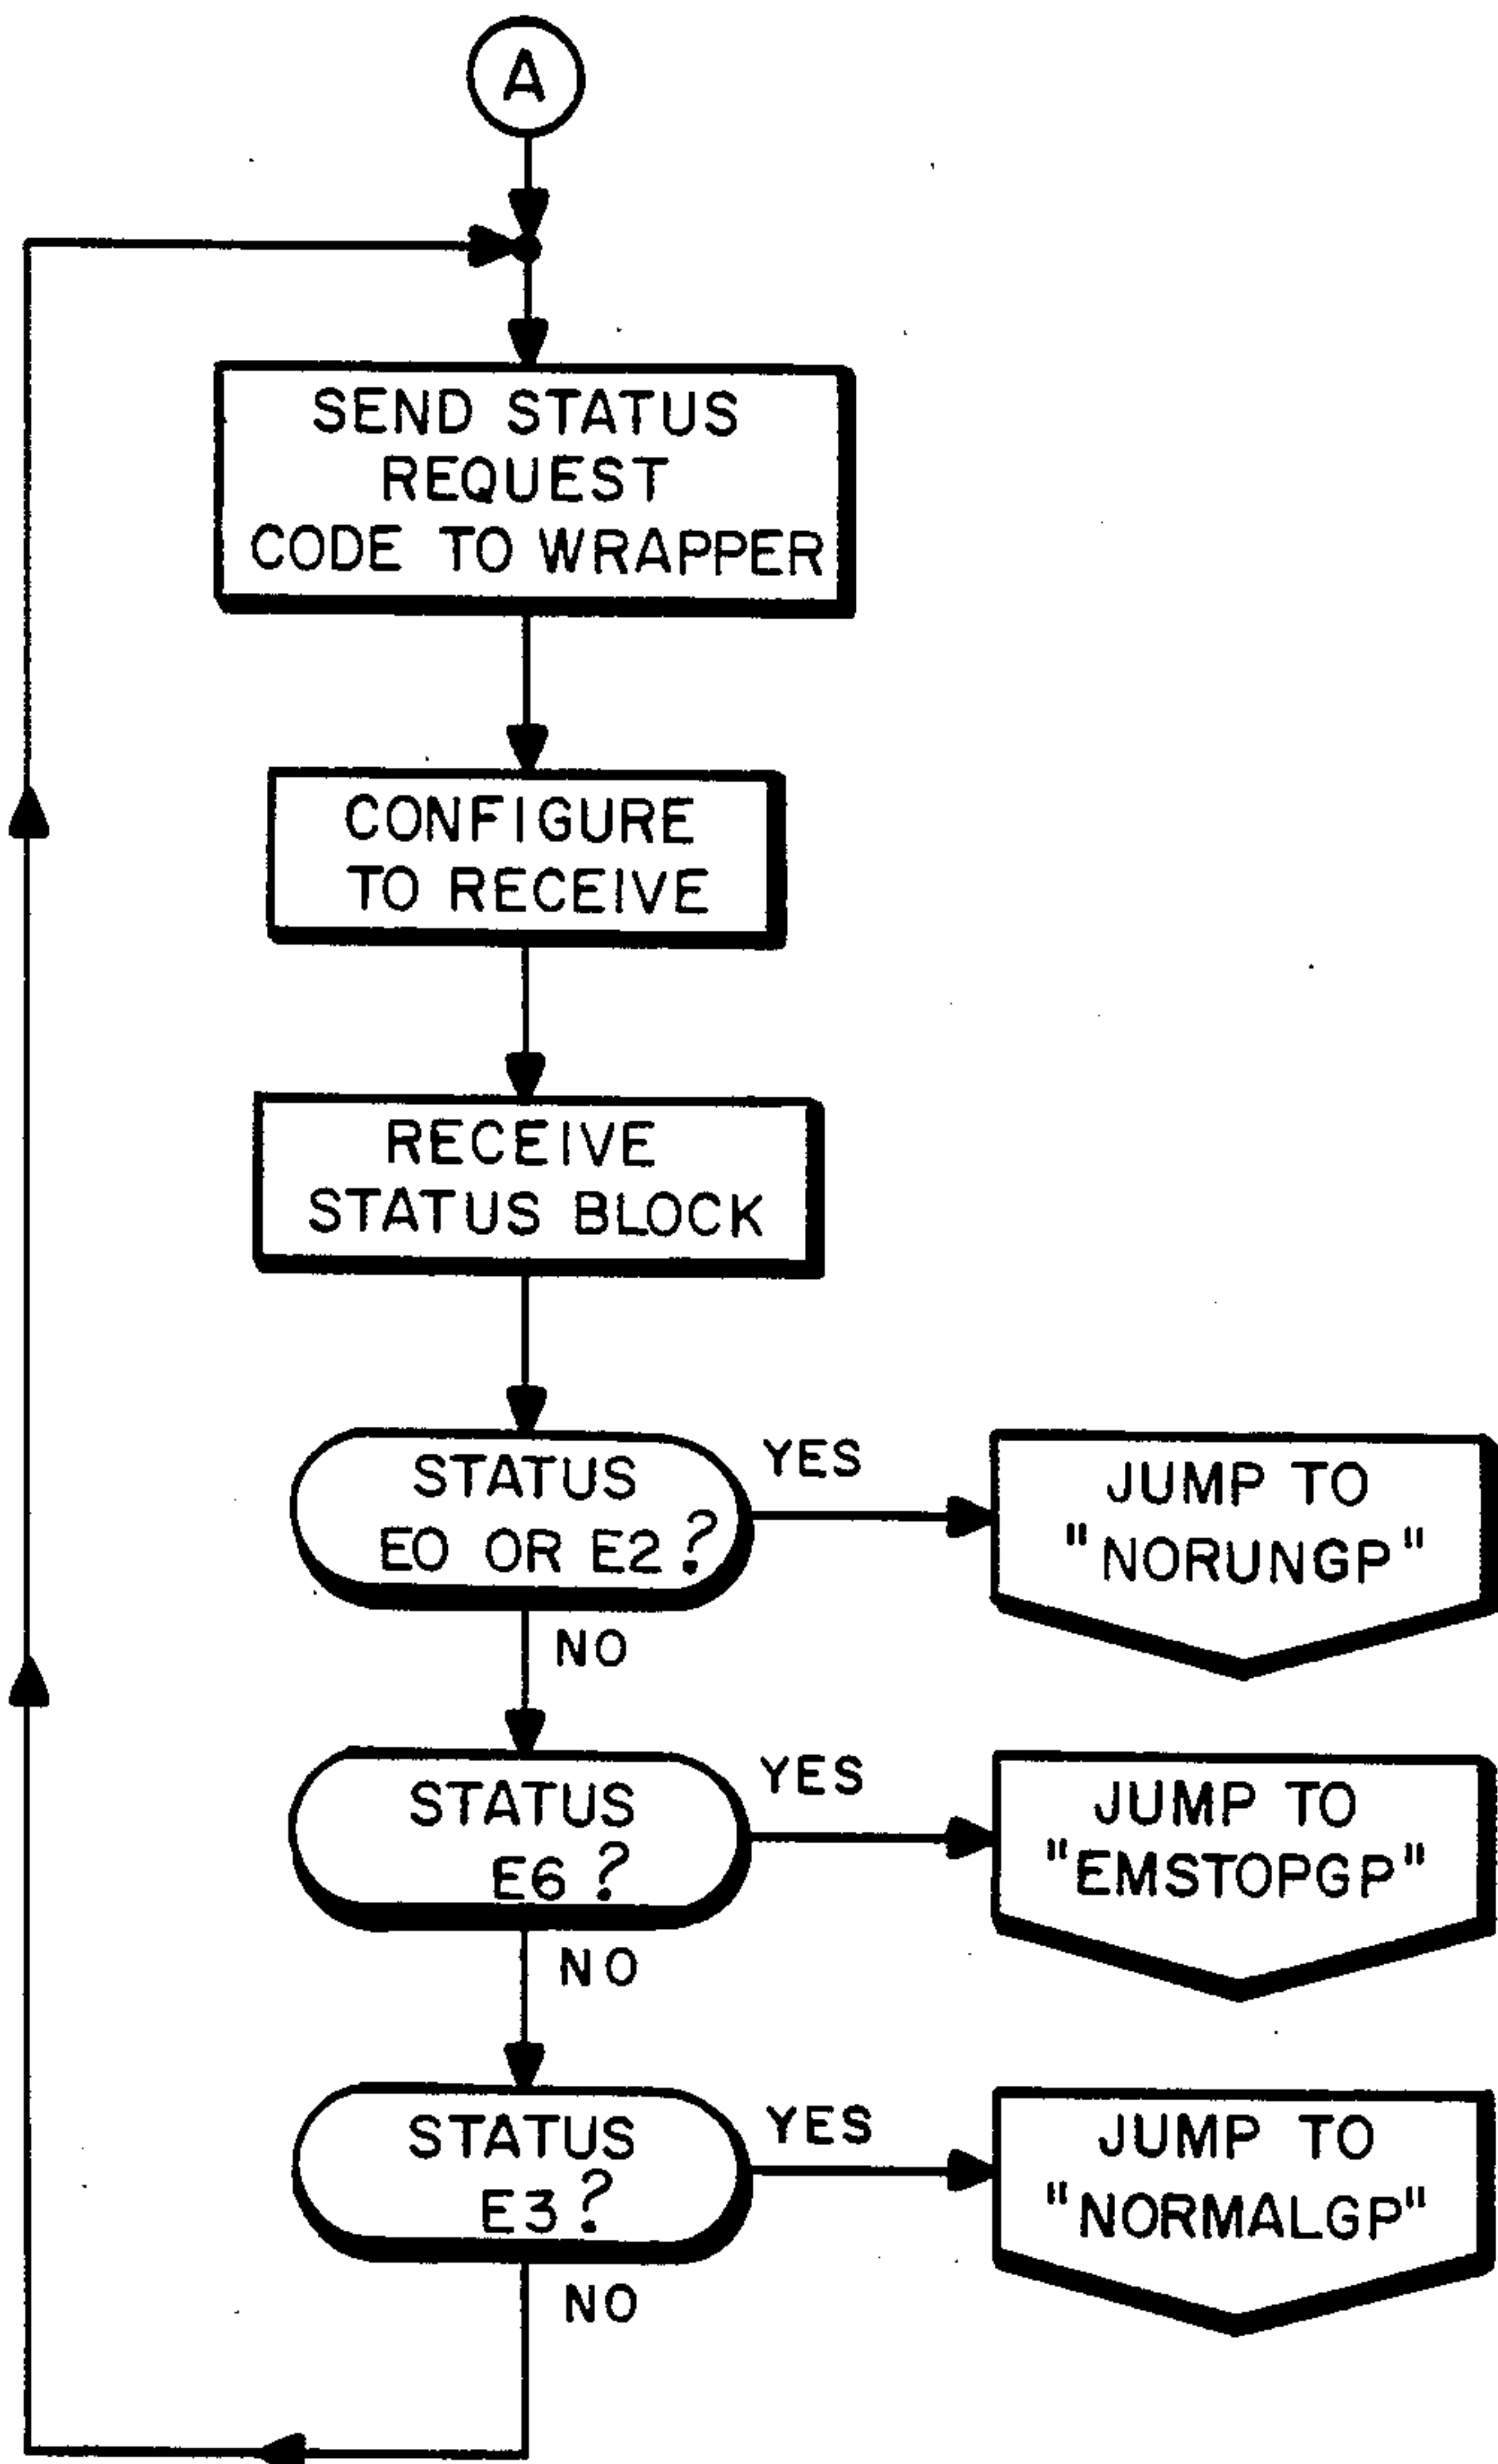 A
SEND STATUS
REQUEST
CODE TO WRAPPER
CONFIGURE
TO RECEIVE
RECEIVE
STATUS BLOCK
STATUS
E0 OR E2?
YES
JUMP TO
"NORUNGP"
NO
STATUS
E6?
YES
JUMP TO
"EMSTOPGP"
NO
STATUS
E3?
YES
JUMP TO
"NORMALGP"
NO